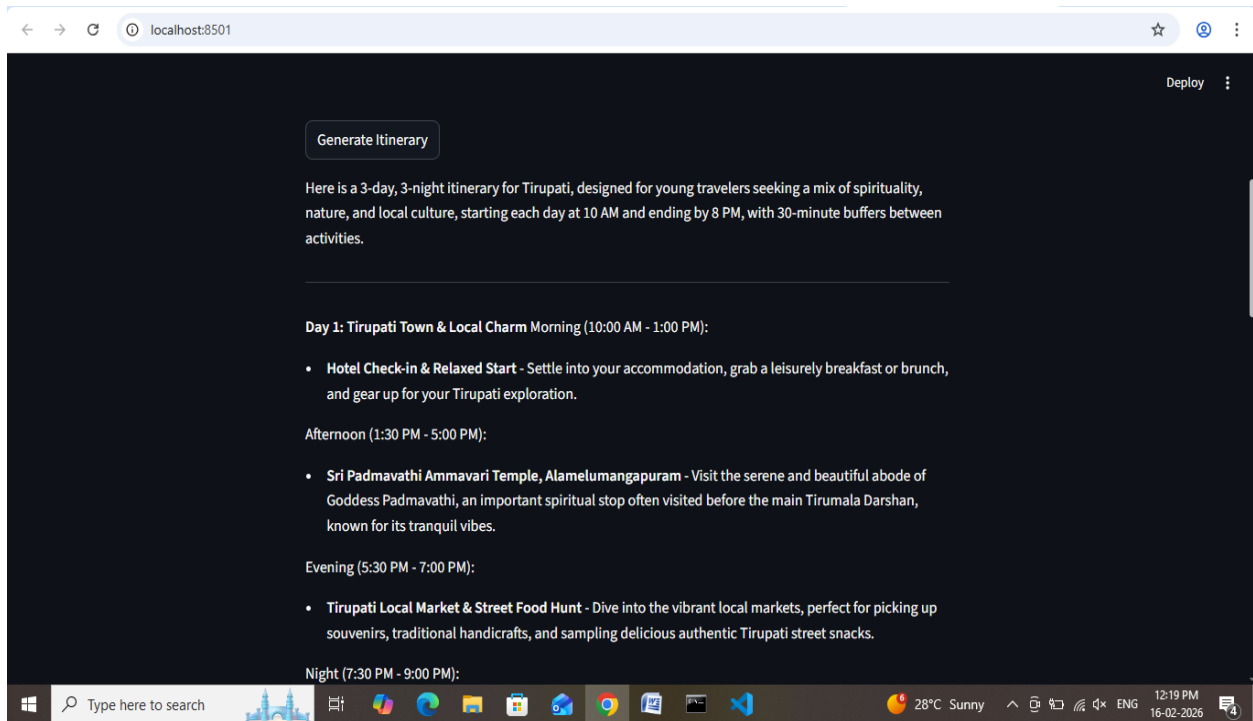 localhost:8501
Deploy
Generate Itinerary
Here is a 3-day, 3-night itinerary for Tirupati, designed for young travelers seeking a mix of spirituality,
nature, and local culture, starting each day at 10 AM and ending by 8 PM, with 30-minute buffers between
activities.
Day 1: Tirupati Town & Local Charm Morning (10:00 AM - 1:00 PM):
• Hotel Check-in & Relaxed Start - Settle into your accommodation, grab a leisurely breakfast or brunch,
and gear up for your Tirupati exploration.
Afternoon (1:30 PM - 5:00 PM):
• Sri Padmavathi Ammavari Temple, Alamelumangapuram - Visit the serene and beautiful abode of
Goddess Padmavathi, an important spiritual stop often visited before the main Tirumala Darshan,
known for its tranquil vibes.
Evening (5:30 PM - 7:00 PM):
• Tirupati Local Market & Street Food Hunt - Dive into the vibrant local markets, perfect for picking up
souvenirs, traditional handicrafts, and sampling delicious authentic Tirupati street snacks.
Night (7:30 PM - 9:00 PM):
Type here to search
6
28°C Sunny
ENG
12:19 PM
16-02-2026
4